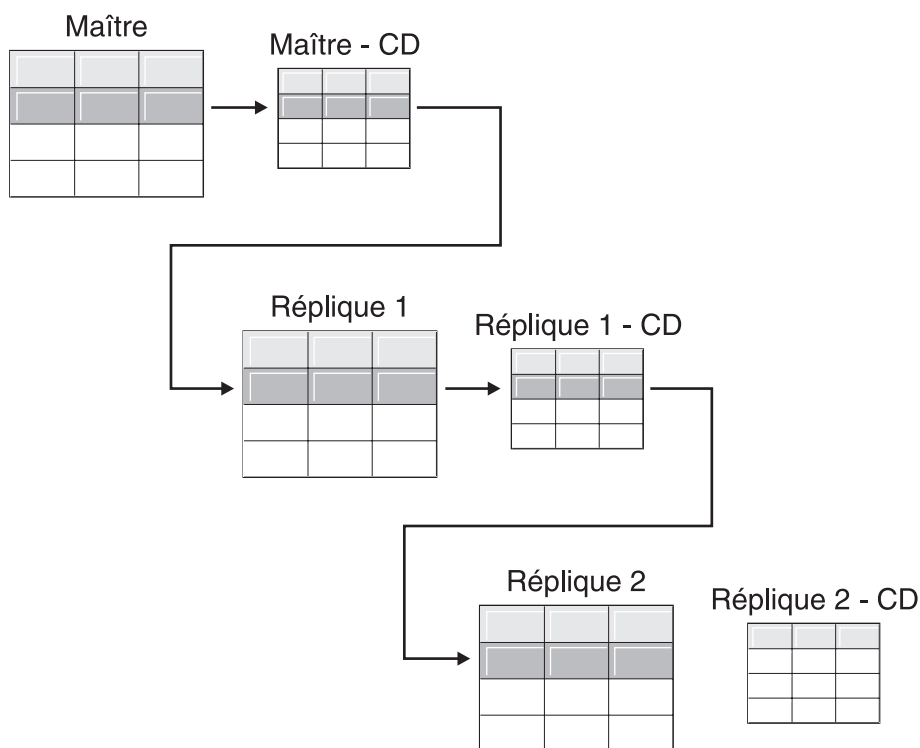 Maître
Maître - CD
Réplique 1
Réplique 1 - CD
Réplique 2
Réplique 2 - CD